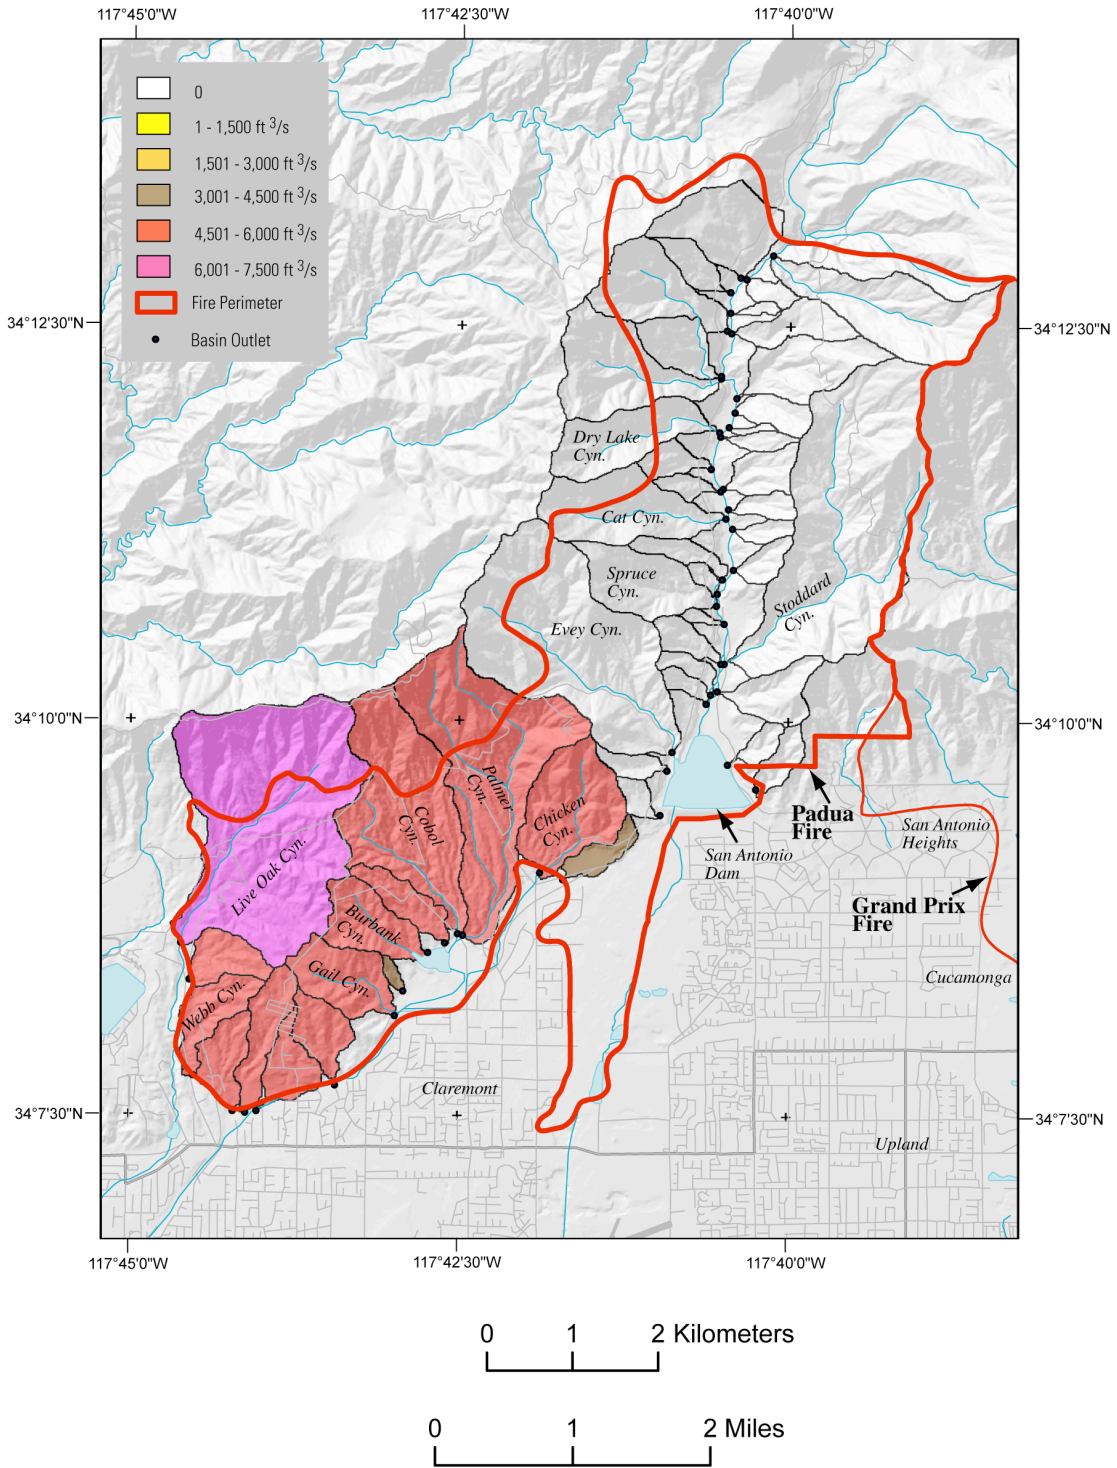 117°45'0"W 117°42'30"W 117°40'0"W
0
1 - 1,500 ft 3/s
1,501 - 3,000 ft 3/s
3,001 - 4,500 ft 3/s
4,501 - 6,000 ft 3/s
6,001 - 7,500 ft 3/s
Fire Perimeter
Basin Outlet
34°12'30"N 34°12'30"N
Dry Lake
Cyn.
Cat Cyn.
Spruce
Cyn.
Stoddard
Cyn.
Evey Cyn.
34°10'0"N 34°10'0"N
Palmer
Cyn.
Cobol
Cyn.
Chicken
Cyn.
Padua
Fire
San Antonio
Heights
San Antonio
Dam
Live Oak Cyn.
Grand Prix
Fire
Burbank
Cyn.
Gail Cyn.
Cucamonga
Webb Cyn.
Claremont
34°7'30"N 34°7'30"N
Upland
117°45'0"W 117°42'30"W 117°40'0"W
0 1 2 Kilometers
0 1 2 Miles